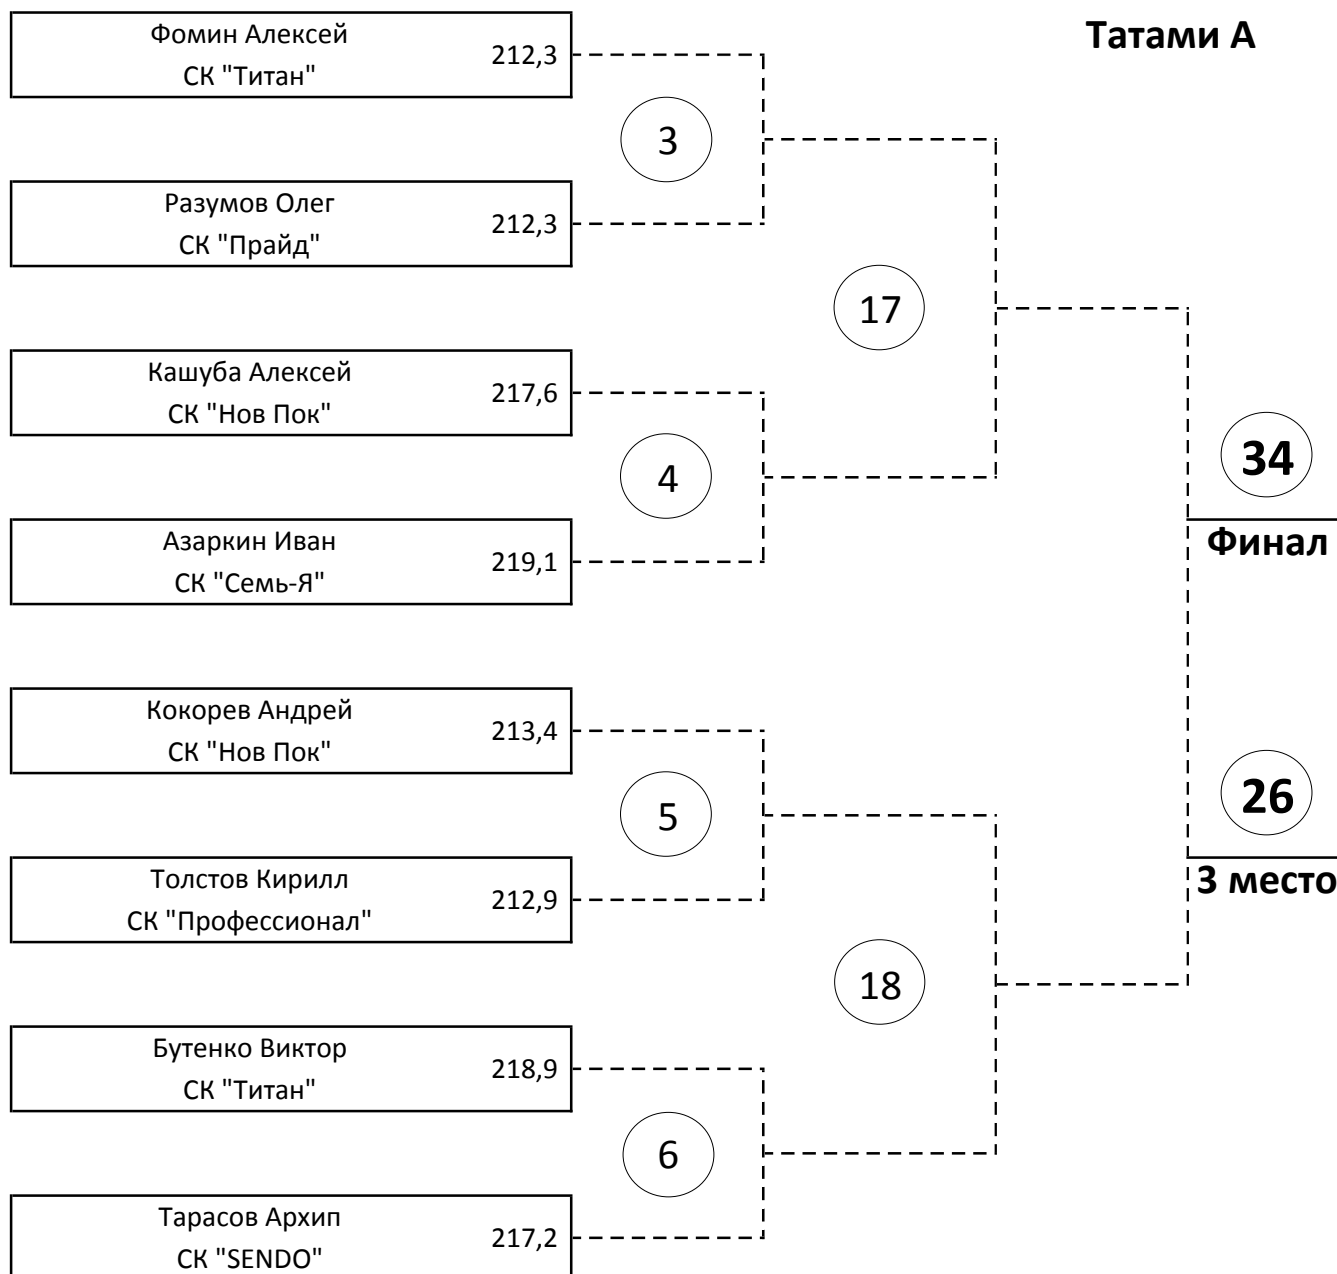 Татами А
Фомин Алексей
СК "Титан"
212,3
3
Разумов Олег
СК "Прайд"
212,3
17
Кашуба Алексей
СК "Нов Пок"
217,6
4
34
Финал
Азаркин Иван
СК "Семь-Я"
219,1
Кокорев Андрей
СК "Нов Пок"
213,4
5
26
3 место
Толстов Кирилл
СК "Профессионал"
212,9
18
Бутенко Виктор
СК "Титан"
218,9
6
Тарасов Архип
СК "SENDO"
217,2